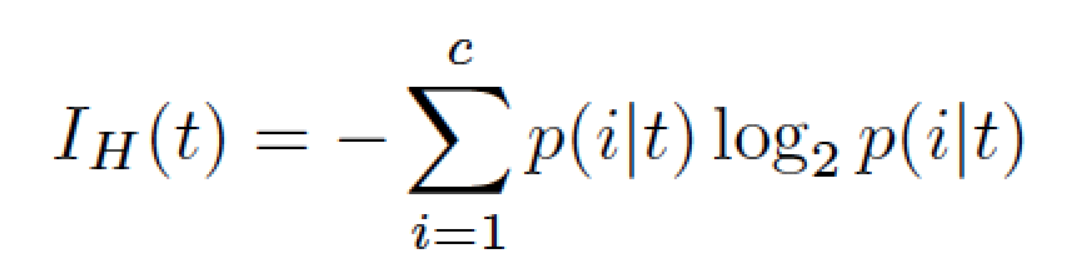 I_H(t) = -\sum_{i=1}^{c} p(i|t) \log_2 p(i|t)